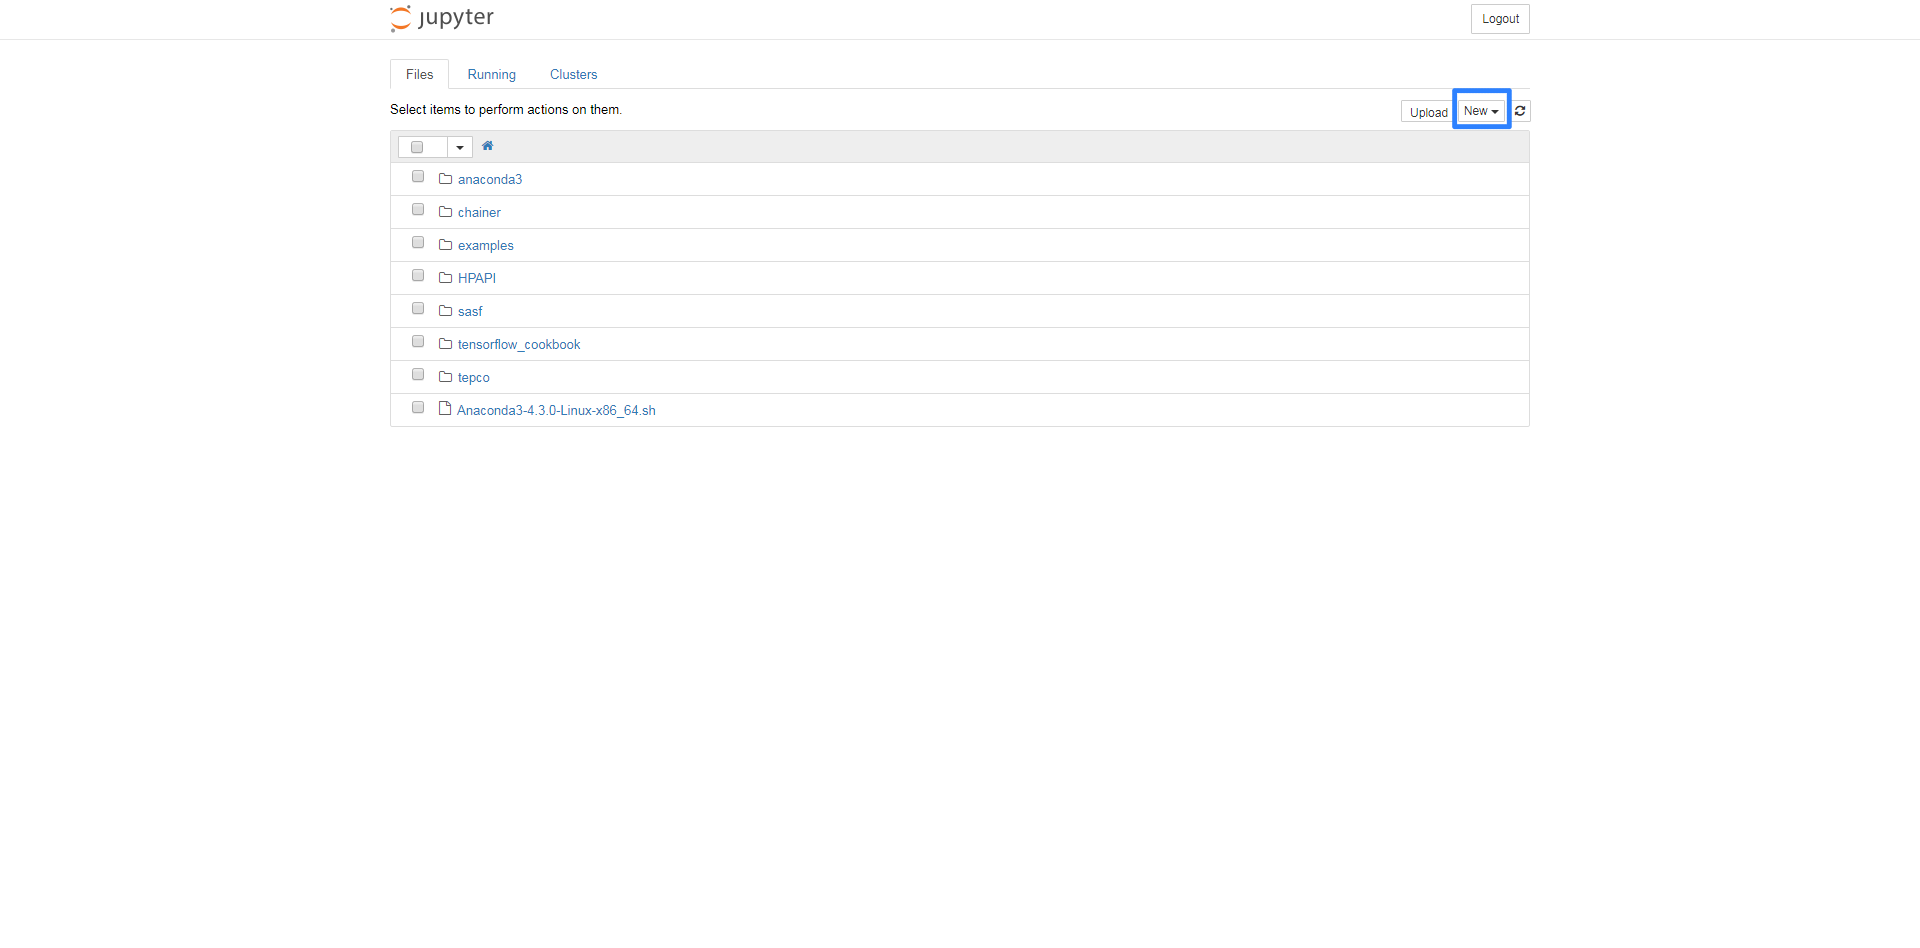 jupyter
Logout
Files Running Clusters
Select items to perform actions on them.
Upload New
anaconda3
chainer
examples
HPAPI
sasf
tensorflow_cookbook
tepco
Anaconda3-4.3.0-Linux-x86_64.sh